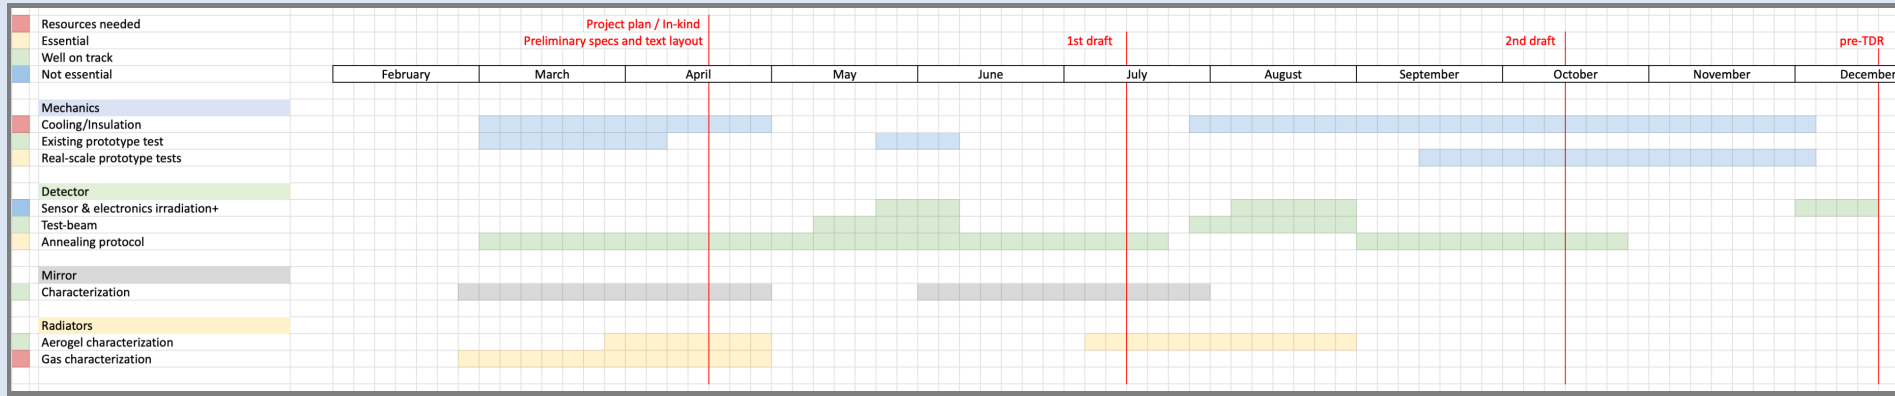 Resources needed
Project plan / In-kind
Essential
Preliminary specs and text layout
1st draft
2nd draft
pre-TDR
Well on track
Not essential
February March April May June July August September October November December
Mechanics
Cooling/Insulation
Existing prototype test
Real-scale prototype tests
Detector
Sensor & electronics irradiation+
Test-beam
Annealing protocol
Mirror
Characterization
Radiators
Aerogel characterization
Gas characterization